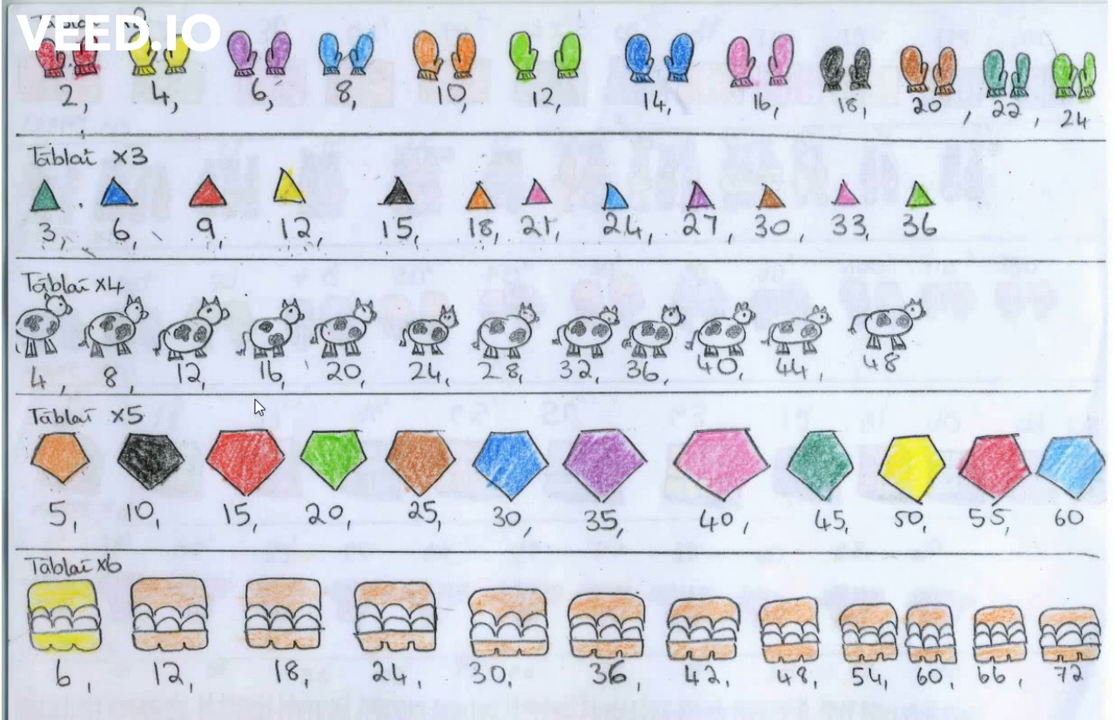 VEED.IO
2, 4, 6, 8, 10 12, 14, 16, 18, 20, 22, 24
Táblaí x3
3, 6, 9, 12, 15, 18, 21, 24, 27, 30, 33, 36
Táblaí x4
4, 8, 12, 16, 20, 24, 28, 32, 36, 40, 44, 48
Táblaí x5
5, 10, 15, 20, 25, 30, 35, 40, 45, 50, 55, 60
Táblaí x6
6, 12, 18, 24, 30, 36, 42, 48, 54, 60, 66, 72